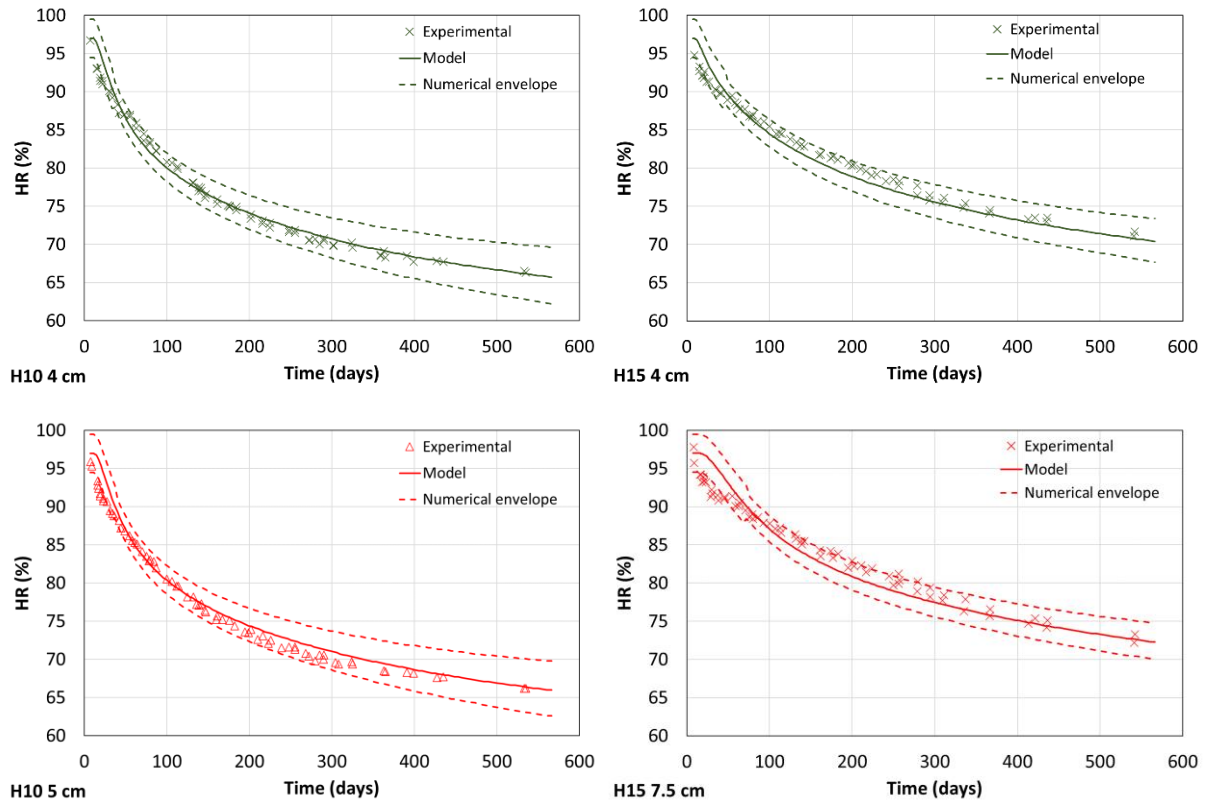 100
95
90
85
80
75
70
65
60
HR (%)
Experimental
Model
Numerical envelope
0 100 200 300 400 500 600
Time (days)
H10 4 cm
100
95
90
85
80
75
70
65
60
HR (%)
Experimental
Model
Numerical envelope
0 100 200 300 400 500 600
Time (days)
H15 4 cm
100
95
90
85
80
75
70
65
60
HR (%)
Experimental
Model
Numerical envelope
0 100 200 300 400 500 600
Time (days)
H10 5 cm
100
95
90
85
80
75
70
65
60
HR (%)
Experimental
Model
Numerical envelope
0 100 200 300 400 500 600
Time (days)
H15 7.5 cm